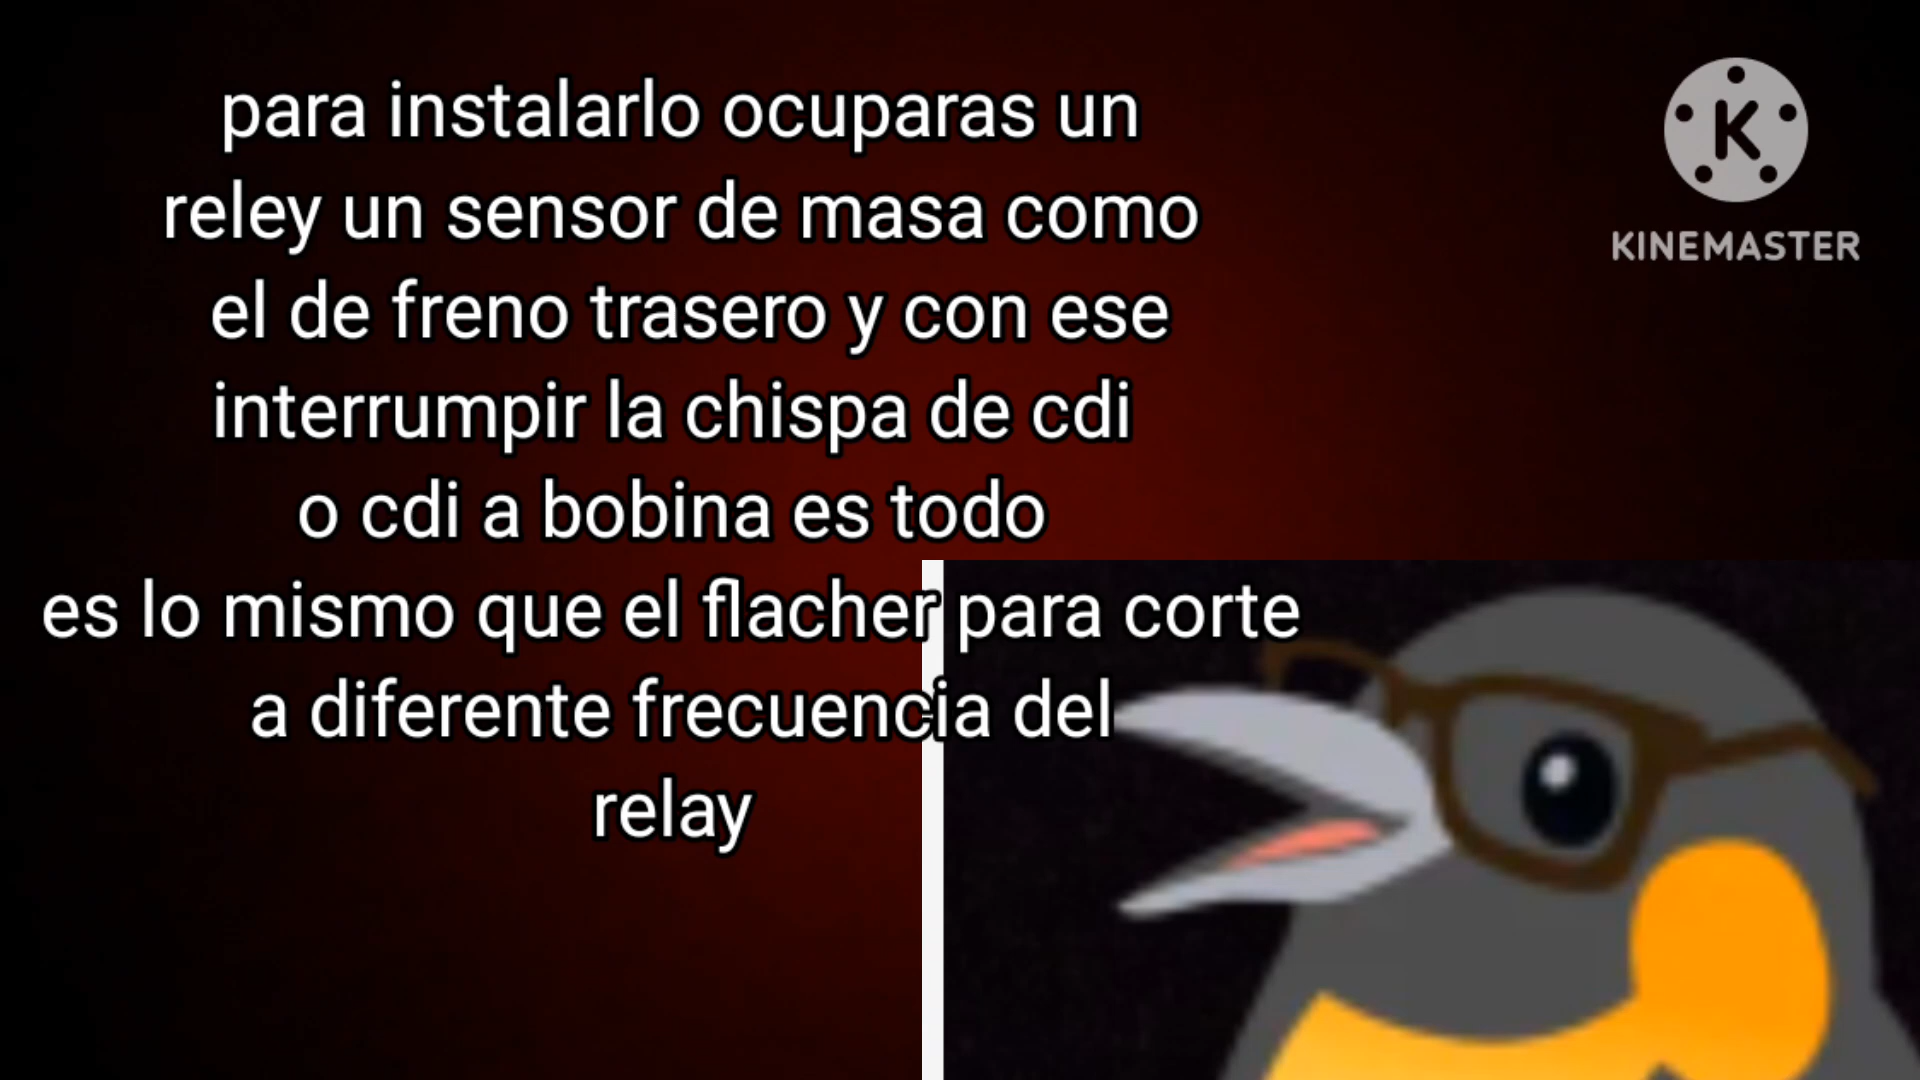 para instalarlo ocuparas un
reley un sensor de masa como
el de freno trasero y con ese
interrumpir la chispa de cdi
o cdi a bobina es todo
es lo mismo que el flacher para corte
a diferente frecuencia del
relay
K
KINEMASTER